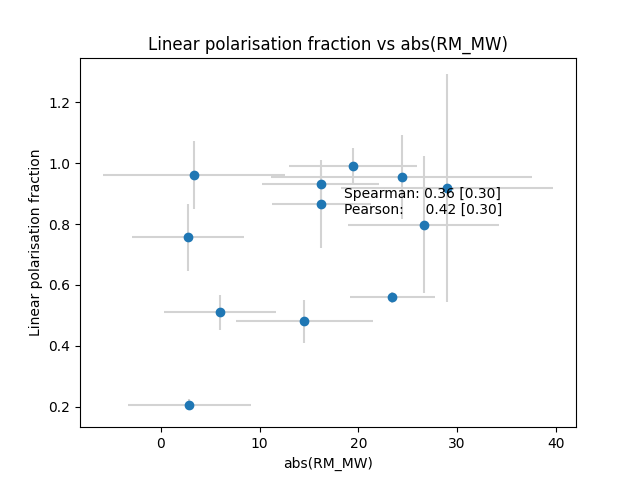 Linear polarisation fraction vs abs(RM_MW)
Linear polarisation fraction
1.2
1.0
0.8
0.6
0.4
0.2
Spearman: 0.36 [0.30]
Pearson: 0.42 [0.30]
0 10 20 30 40
abs(RM_MW)